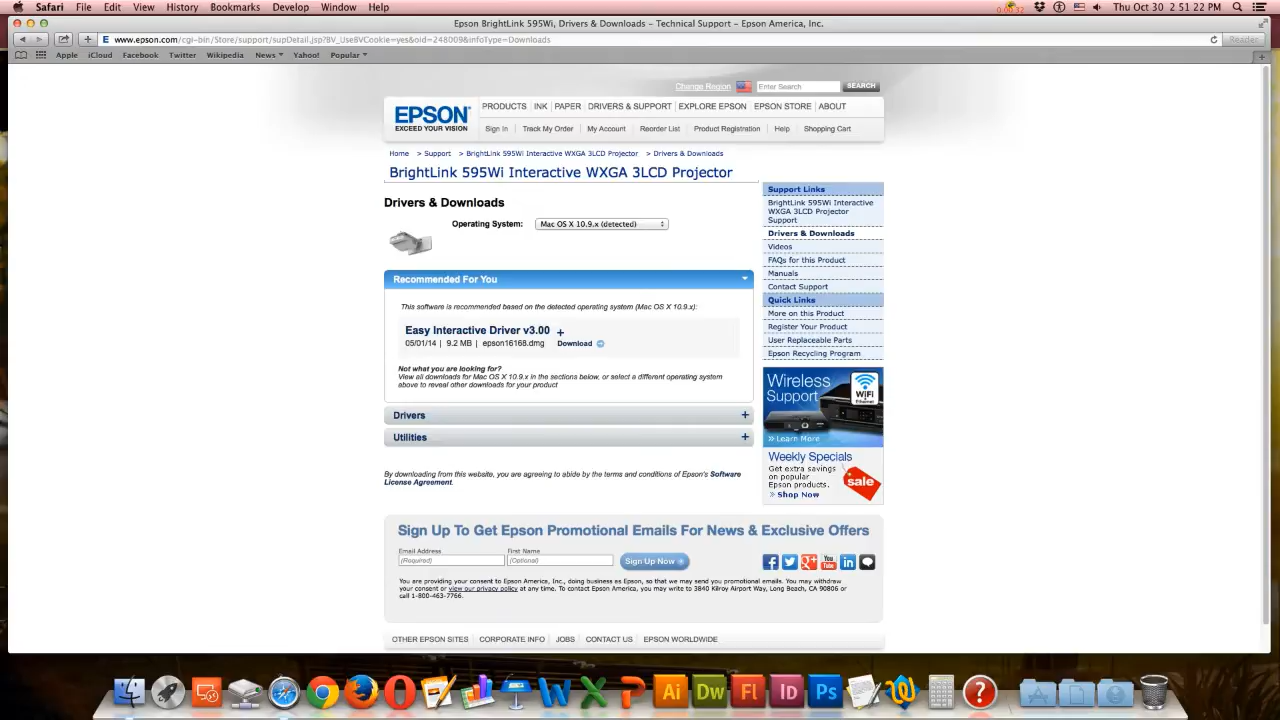 Safari File Edit View History Bookmarks Develop Window Help
0:00:32
Thu Oct 30 2:51:22 PM
Epson BrightLink 595Wi, Drivers & Downloads – Technical Support – Epson America, Inc.
www.epson.com/cgi-bin/Store/support/supDetail.jsp?BV_UseBVCookie=yes&oid=248009&infoType=Downloads
Reader
Apple iCloud Facebook Twitter Wikipedia News Yahoo! Popular
Change Region Enter Search SEARCH
EPSON
EXCEED YOUR VISION
PRODUCTS INK PAPER DRIVERS & SUPPORT EXPLORE EPSON EPSON STORE ABOUT
Sign In Track My Order My Account Reorder List Product Registration Help Shopping Cart
Home > Support > BrightLink 595Wi Interactive WXGA 3LCD Projector > Drivers & Downloads
BrightLink 595Wi Interactive WXGA 3LCD Projector
Drivers & Downloads
Operating System: Mac OS X 10.9.x (detected)
Recommended For You
This software is recommended based on the detected operating system (Mac OS X 10.9.x):
Easy Interactive Driver v3.00 +
05/01/14 | 9.2 MB | epson16168.dmg Download
Not what you are looking for?
View all downloads for Mac OS X 10.9.x in the sections below, or select a different operating system
above to reveal other downloads for your product
Drivers +
Utilities +
By downloading from this website, you are agreeing to abide by the terms and conditions of Epson's Software
License Agreement.
Support Links
BrightLink 595Wi Interactive
WXGA 3LCD Projector
Support
Drivers & Downloads
Videos
FAQs for this Product
Manuals
Contact Support
Quick Links
More on this Product
Register Your Product
User Replaceable Parts
Epson Recycling Program
Wireless
Support
WiFi
Ethernet
» Learn More
Weekly Specials
Get extra savings
on popular
Epson products.
» Shop Now
sale
Sign Up To Get Epson Promotional Emails For News & Exclusive Offers
Email Address First Name
(Required) (Optional) Sign Up Now
You Tube
You are providing your consent to Epson America, Inc., doing business as Epson, so that we may send you promotional emails. You may withdraw
your consent or view our privacy policy at any time. To contact Epson America, you may write to 3840 Kilroy Airport Way, Long Beach, CA 90806 or
call 1-800-463-7766.
OTHER EPSON SITES CORPORATE INFO JOBS CONTACT US EPSON WORLDWIDE
W X P Ai Dw Fl Id Ps ?